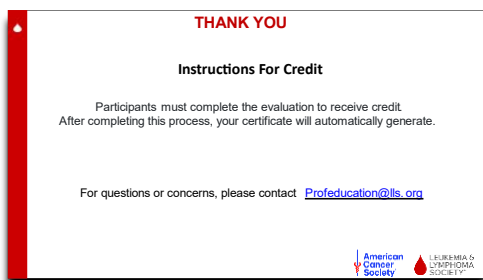 THANK YOU
Instructions For Credit
Participants must complete the evaluation to receive credit.
After completing this process, your certificate will automatically generate.
For questions or concerns, please contact Profeducation@lls.org
American
Cancer
Society
LEUKEMIA &
LYMPHOMA
SOCIETY